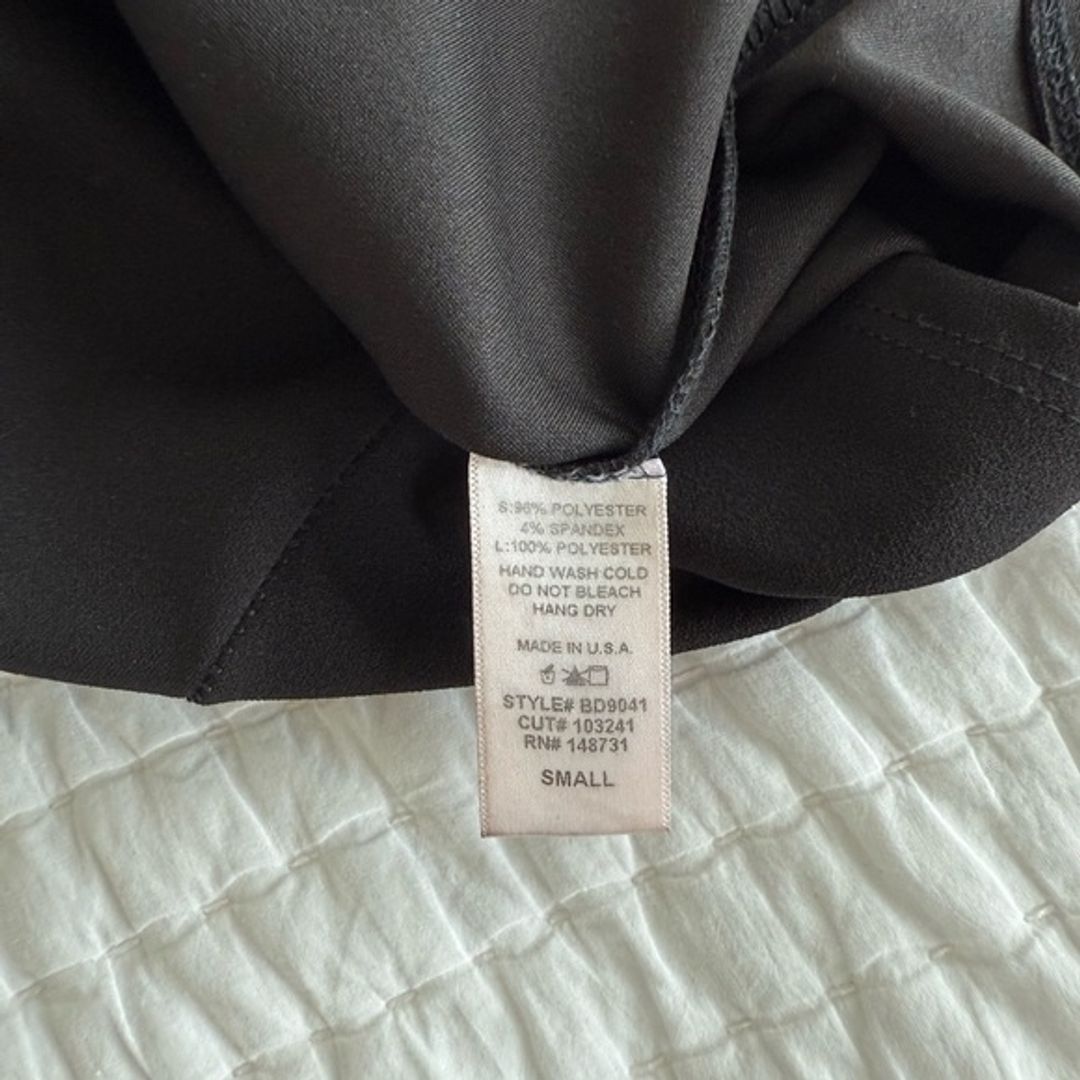 S:96% POLYESTER
4% SPANDEX
L:100% POLYESTER
HAND WASH COLD
DO NOT BLEACH
HANG DRY
MADE IN U.S.A.
STYLE# BD9041
CUT# 103241
RN# 148731
SMALL